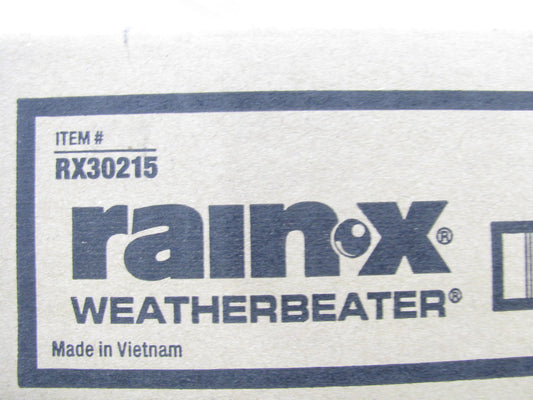 ITEM #
RX30215
rain·x®
WEATHERBEATER®
Made in Vietnam